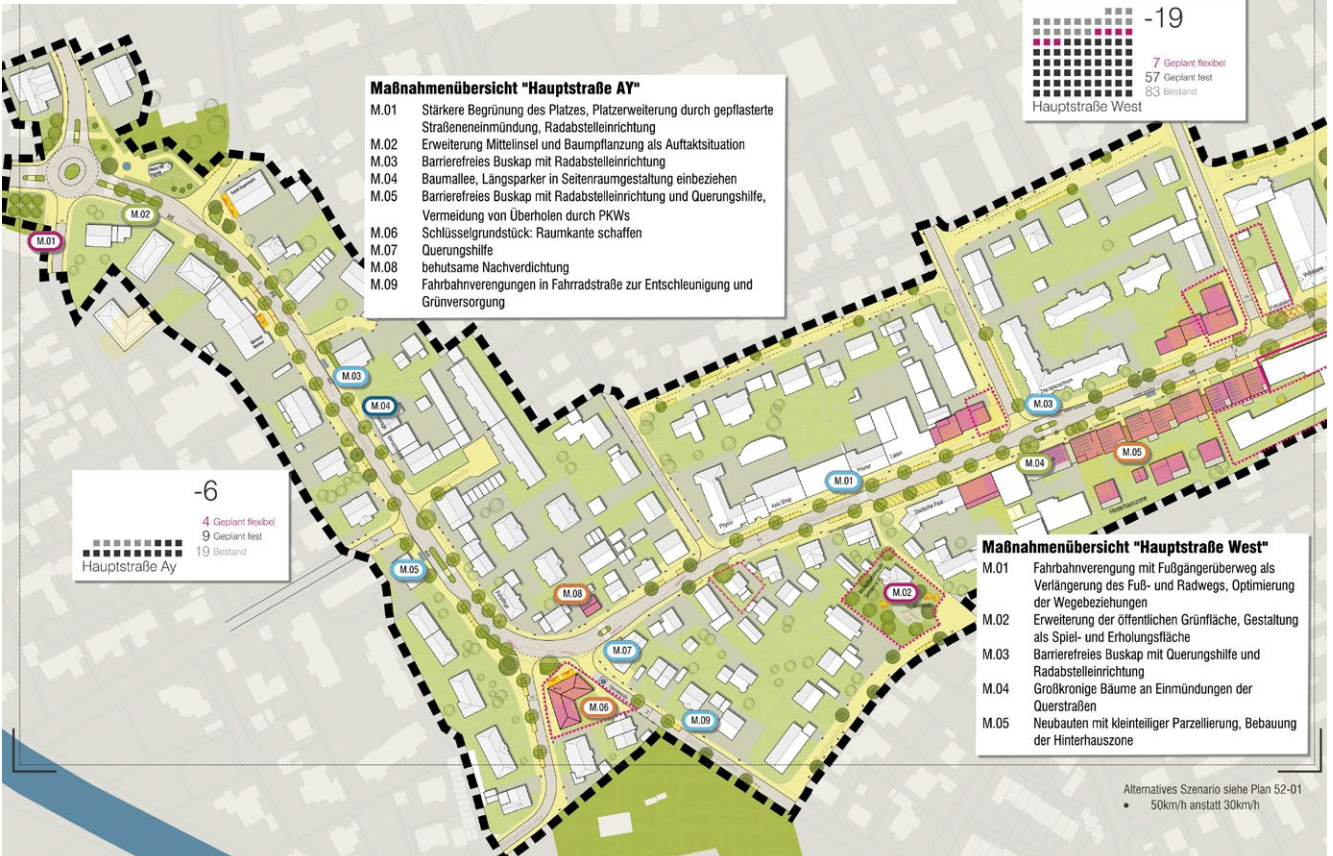 -19
7 Geplant flexibel
57 Geplant fest
83 Bestand
Hauptstraße West
Maßnahmenübersicht "Hauptstraße AY"
M.01 Stärkere Begrünung des Platzes, Platzerweiterung durch gepflasterte
Straßeneneinmündung, Radabstelleinrichtung
M.02 Erweiterung Mittelinsel und Baumpflanzung als Auftaktsituation
M.03 Barrierefreies Buskap mit Radabstelleinrichtung
M.04 Baumallee, Längsparker in Seitenraumgestaltung einbeziehen
M.05 Barrierefreies Buskap mit Radabstelleinrichtung und Querungshilfe,
Vermeidung von Überholen durch PKWs
M.06 Schlüsselgrundstück: Raumkante schaffen
M.07 Querungshilfe
M.08 behutsame Nachverdichtung
M.09 Fahrbahnverengungen in Fahrradstraße zur Entschleunigung und
Grünversorgung
M.02
M.01
M.03
M.04
M.03
M.05
M.04
M.01
Läden
Asia Shop
Physio
Deutsche Post
Hinterhauszone
-6
4 Geplant flexibel
9 Geplant fest
19 Bestand
Hauptstraße Ay
M.05
M.08
M.02
M.07
M.06
M.09
Maßnahmenübersicht "Hauptstraße West"
M.01 Fahrbahnverengung mit Fußgängerüberweg als
Verlängerung des Fuß- und Radwegs, Optimierung
der Wegebeziehungen
M.02 Erweiterung der öffentlichen Grünfläche, Gestaltung
als Spiel- und Erholungsfläche
M.03 Barrierefreies Buskap mit Querungshilfe und
Radabstelleinrichtung
M.04 Großkronige Bäume an Einmündungen der
Querstraßen
M.05 Neubauten mit kleinteiliger Parzellierung, Bebauung
der Hinterhauszone
Alternatives Szenario siehe Plan 52-01
• 50km/h anstatt 30km/h